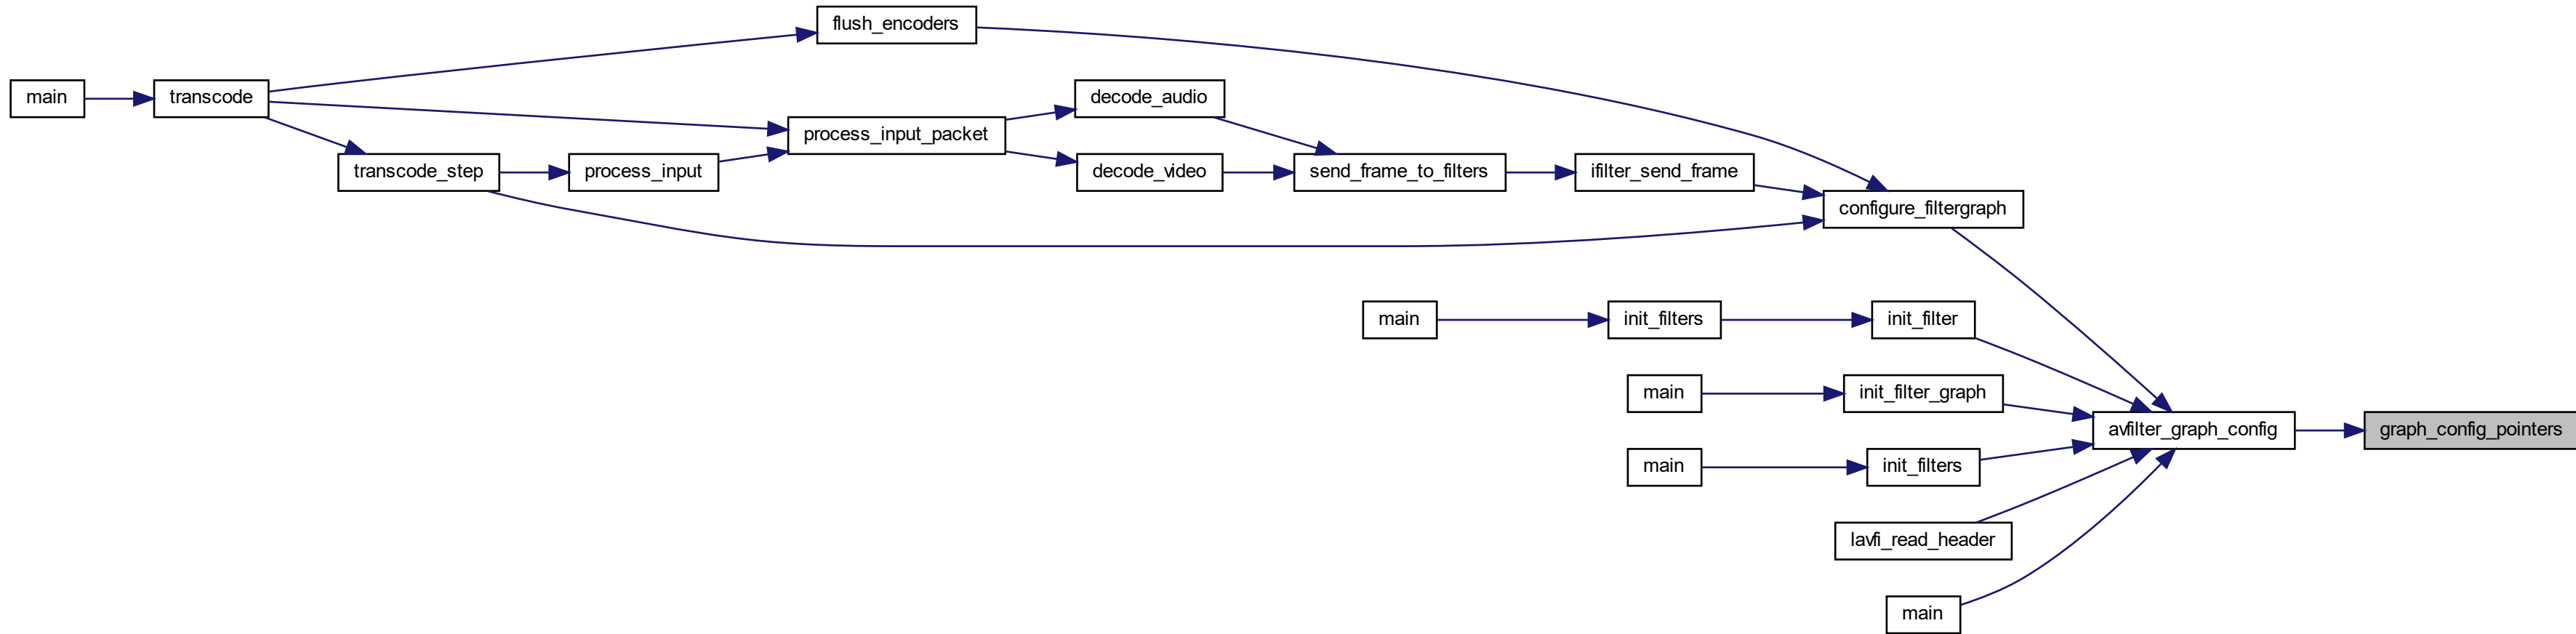 flush_encoders
main
transcode
decode_audio
process_input_packet
transcode_step
process_input
decode_video
send_frame_to_filters
ifilter_send_frame
configure_filtergraph
main
init_filters
init_filter
main
init_filter_graph
avfilter_graph_config
graph_config_pointers
main
init_filters
lavfi_read_header
main